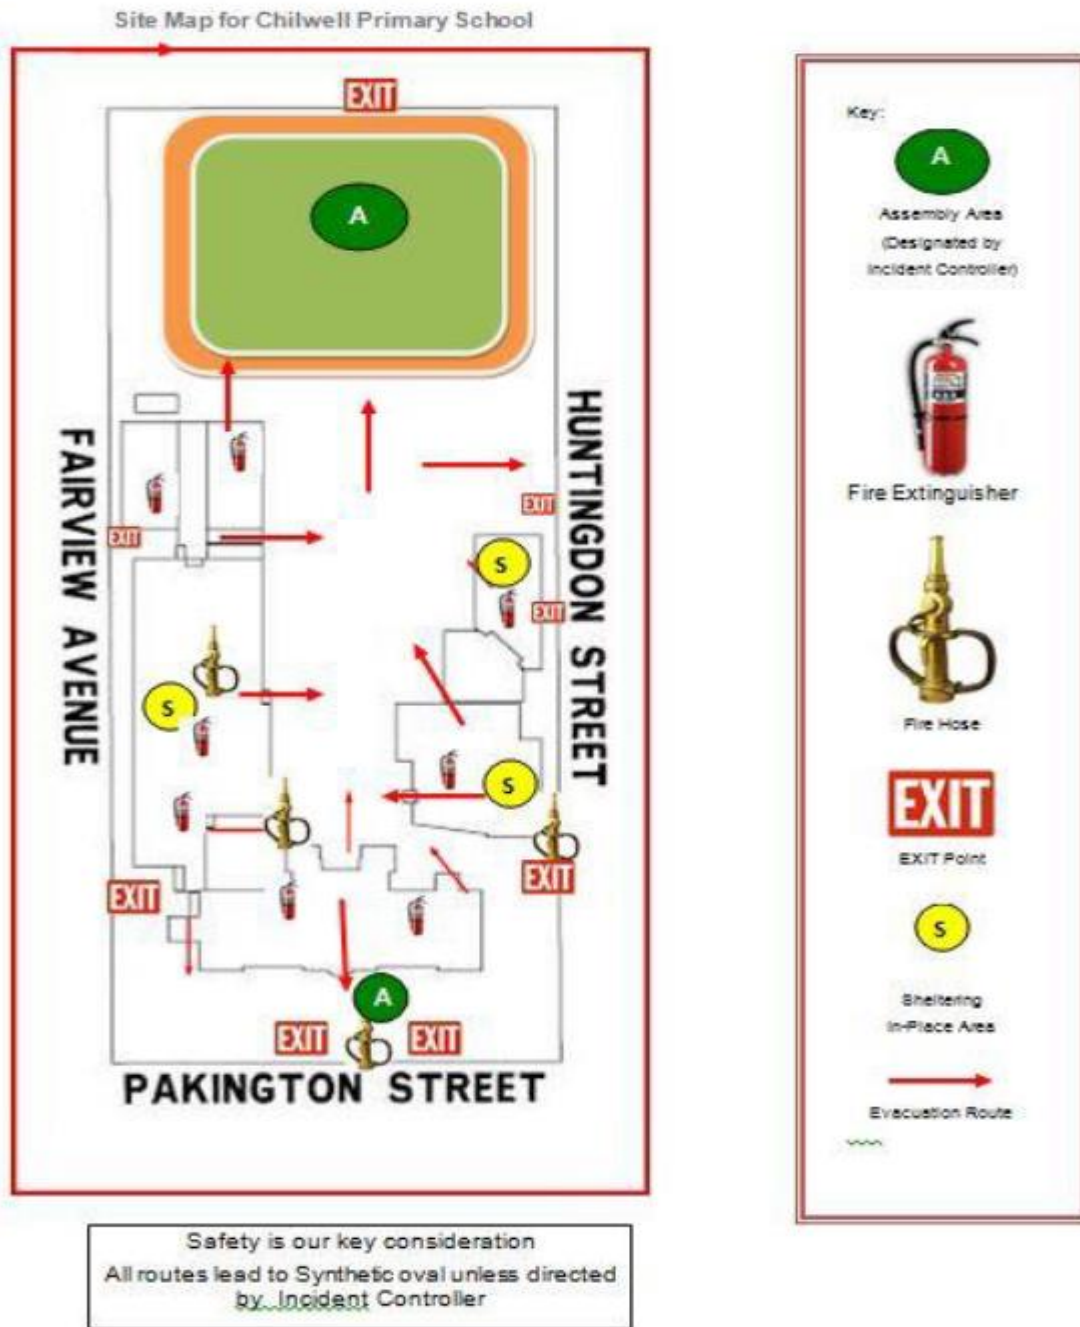 Site Map for Chilwell Primary School
EXIT
A
FAIRVIEW AVENUE
HUNTINGDON STREET
EXIT
EXIT
S
EXIT
S
S
EXIT
EXIT
A
EXIT
EXIT
PAKINGTON STREET
Safety is our key consideration
All routes lead to Synthetic oval unless directed
by Incident Controller
Key:
A
Assembly Area
(Designated by
Incident Controller)
Fire Extinguisher
Fire Hose
EXIT
EXIT Point
S
Sheltering
In-Place Area
Evacuation Route